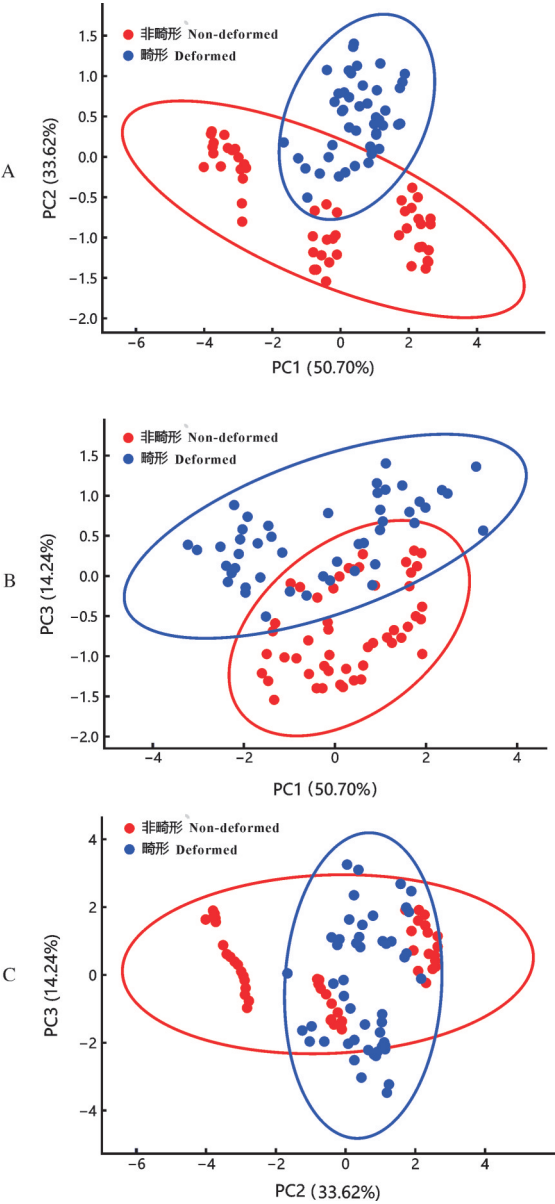 非畸形 Non-deformed
畸形 Deformed
1.5
1.0
0.5
0.0
−0.5
−1.0
−1.5
−2.0
PC2 (33.62%)
A
−6
−4
−2
0
2
4
PC1 (50.70%)
非畸形 Non-deformed
畸形 Deformed
1.5
1.0
0.5
0.0
−0.5
−1.0
−1.5
−2.0
PC3 (14.24%)
B
−4
−2
0
2
4
PC1 (50.70%)
非畸形 Non-deformed
畸形 Deformed
4
2
0
−2
−4
PC3 (14.24%)
C
−6
−4
−2
0
2
4
PC2 (33.62%)